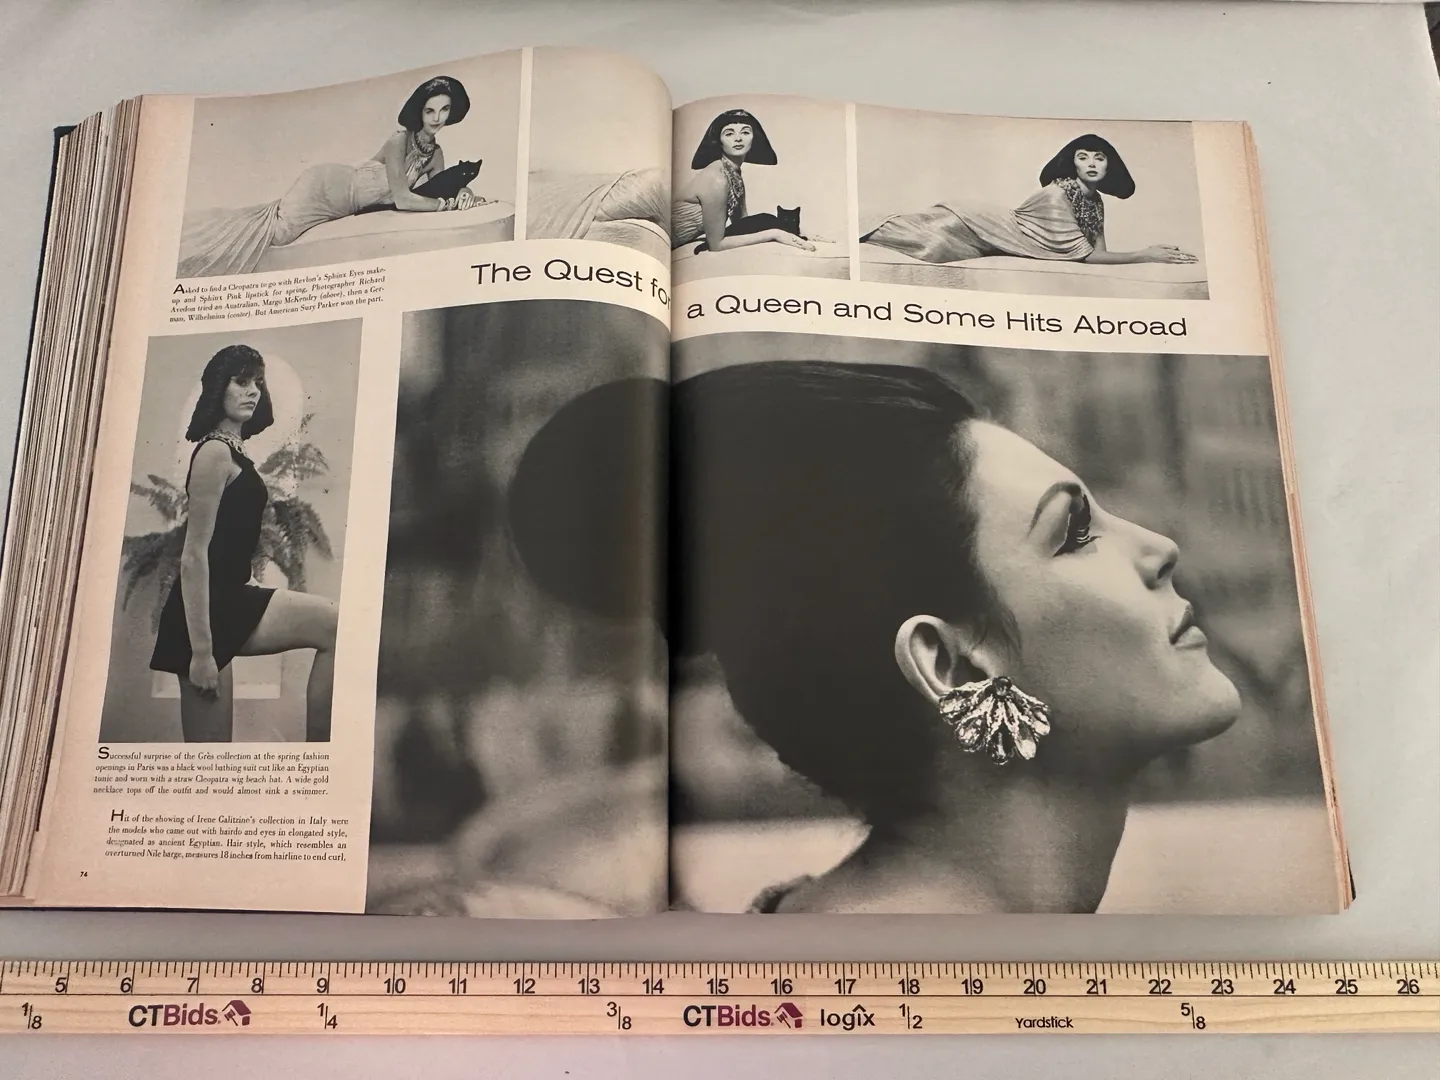 Asked to find a Cleopatra to go with Revlon's Sphinx Eyes make-
up and Sphinx Pink lipstick for spring, Photographer Richard
Avedon tried an Australian, Margo McKendry (above), then a Ger-
man, Wilhelmina (center). But American Suzy Parker won the part.
The Quest for a Queen and Some Hits Abroad
Successful surprise of the Grès collection at the spring fashion
openings in Paris was a black wool bathing suit cut like an Egyptian
tunic and worn with a straw Cleopatra wig beach hat. A wide gold
necklace tops off the outfit and would almost sink a swimmer.
Hit of the showing of Irene Galitzine's collection in Italy were
the models who came out with hairdo and eyes in elongated style,
designated as ancient Egyptian. Hair style, which resembles an
overturned Nile barge, measures 18 inches from hairline to end curl.
74
5 6 7 8 9 10 11 12 13 14 15 16 17 18 19 20 21 22 23 24 25 26
1/8 CTBids. 1/4 3/8 CTBids. logix 1/2 Yardstick 5/8